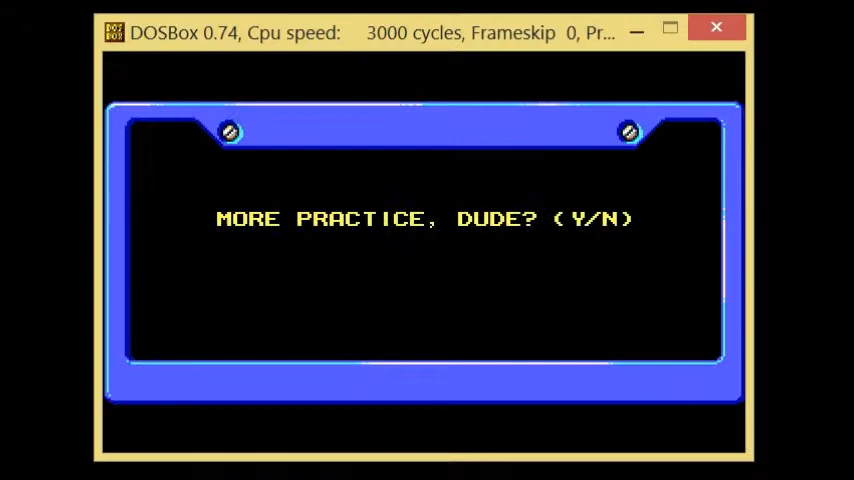 DOSBox 0.74, Cpu speed: 3000 cycles, Frameskip 0, Pr...
MORE PRACTICE, DUDE? (Y/N)